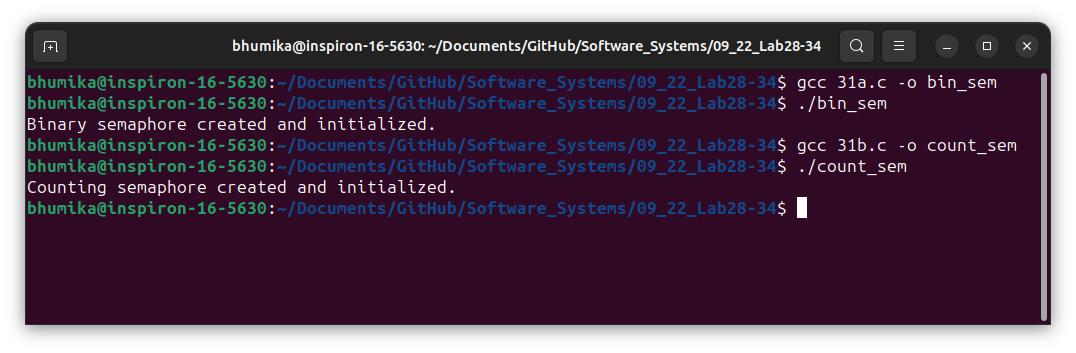 bhumika@inspiron-16-5630: ~/Documents/GitHub/Software_Systems/09_22_Lab28-34
bhumika@inspiron-16-5630:~/Documents/GitHub/Software_Systems/09_22_Lab28-34$ gcc 31a.c -o bin_sem
bhumika@inspiron-16-5630:~/Documents/GitHub/Software_Systems/09_22_Lab28-34$ ./bin_sem
Binary semaphore created and initialized.
bhumika@inspiron-16-5630:~/Documents/GitHub/Software_Systems/09_22_Lab28-34$ gcc 31b.c -o count_sem
bhumika@inspiron-16-5630:~/Documents/GitHub/Software_Systems/09_22_Lab28-34$ ./count_sem
Counting semaphore created and initialized.
bhumika@inspiron-16-5630:~/Documents/GitHub/Software_Systems/09_22_Lab28-34$